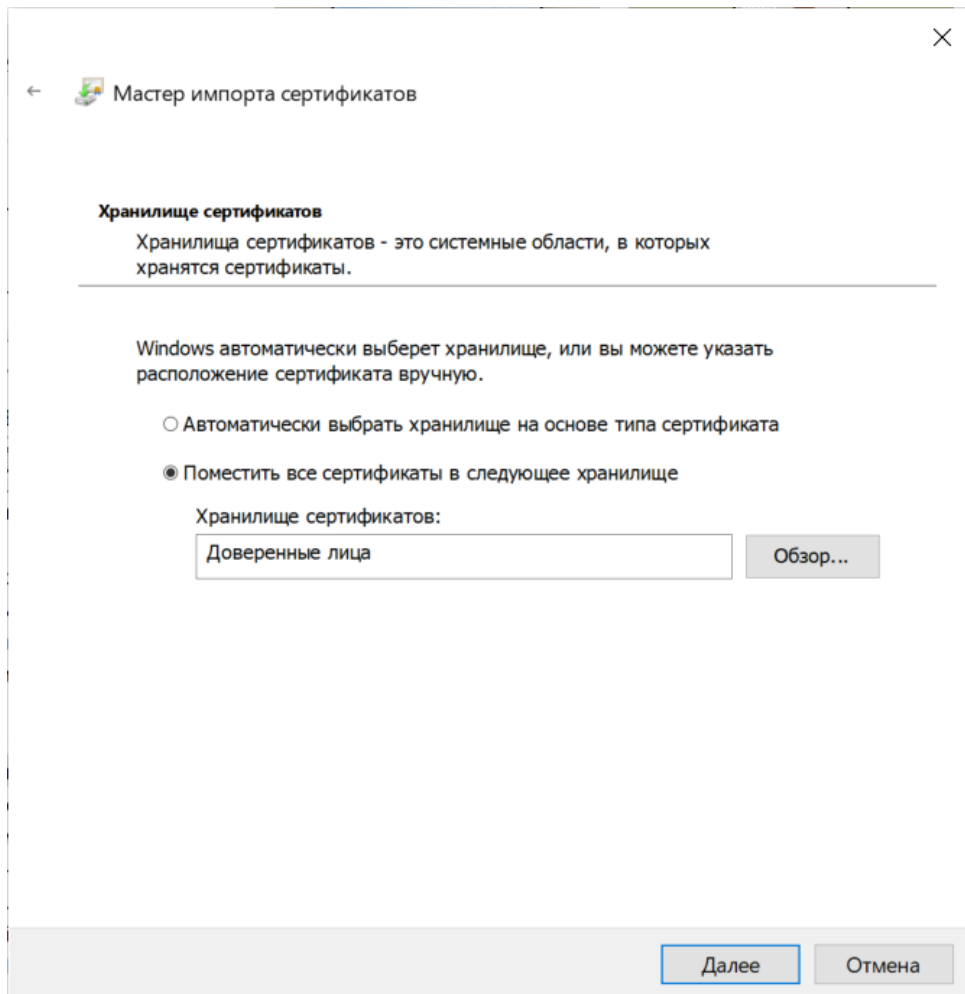 Мастер импорта сертификатов
Хранилище сертификатов
Хранилища сертификатов - это системные области, в которых
хранятся сертификаты.
Windows автоматически выберет хранилище, или вы можете указать
расположение сертификата вручную.
Автоматически выбрать хранилище на основе типа сертификата
Поместить все сертификаты в следующее хранилище
Хранилище сертификатов:
Доверенные лица
Обзор...
Далее
Отмена